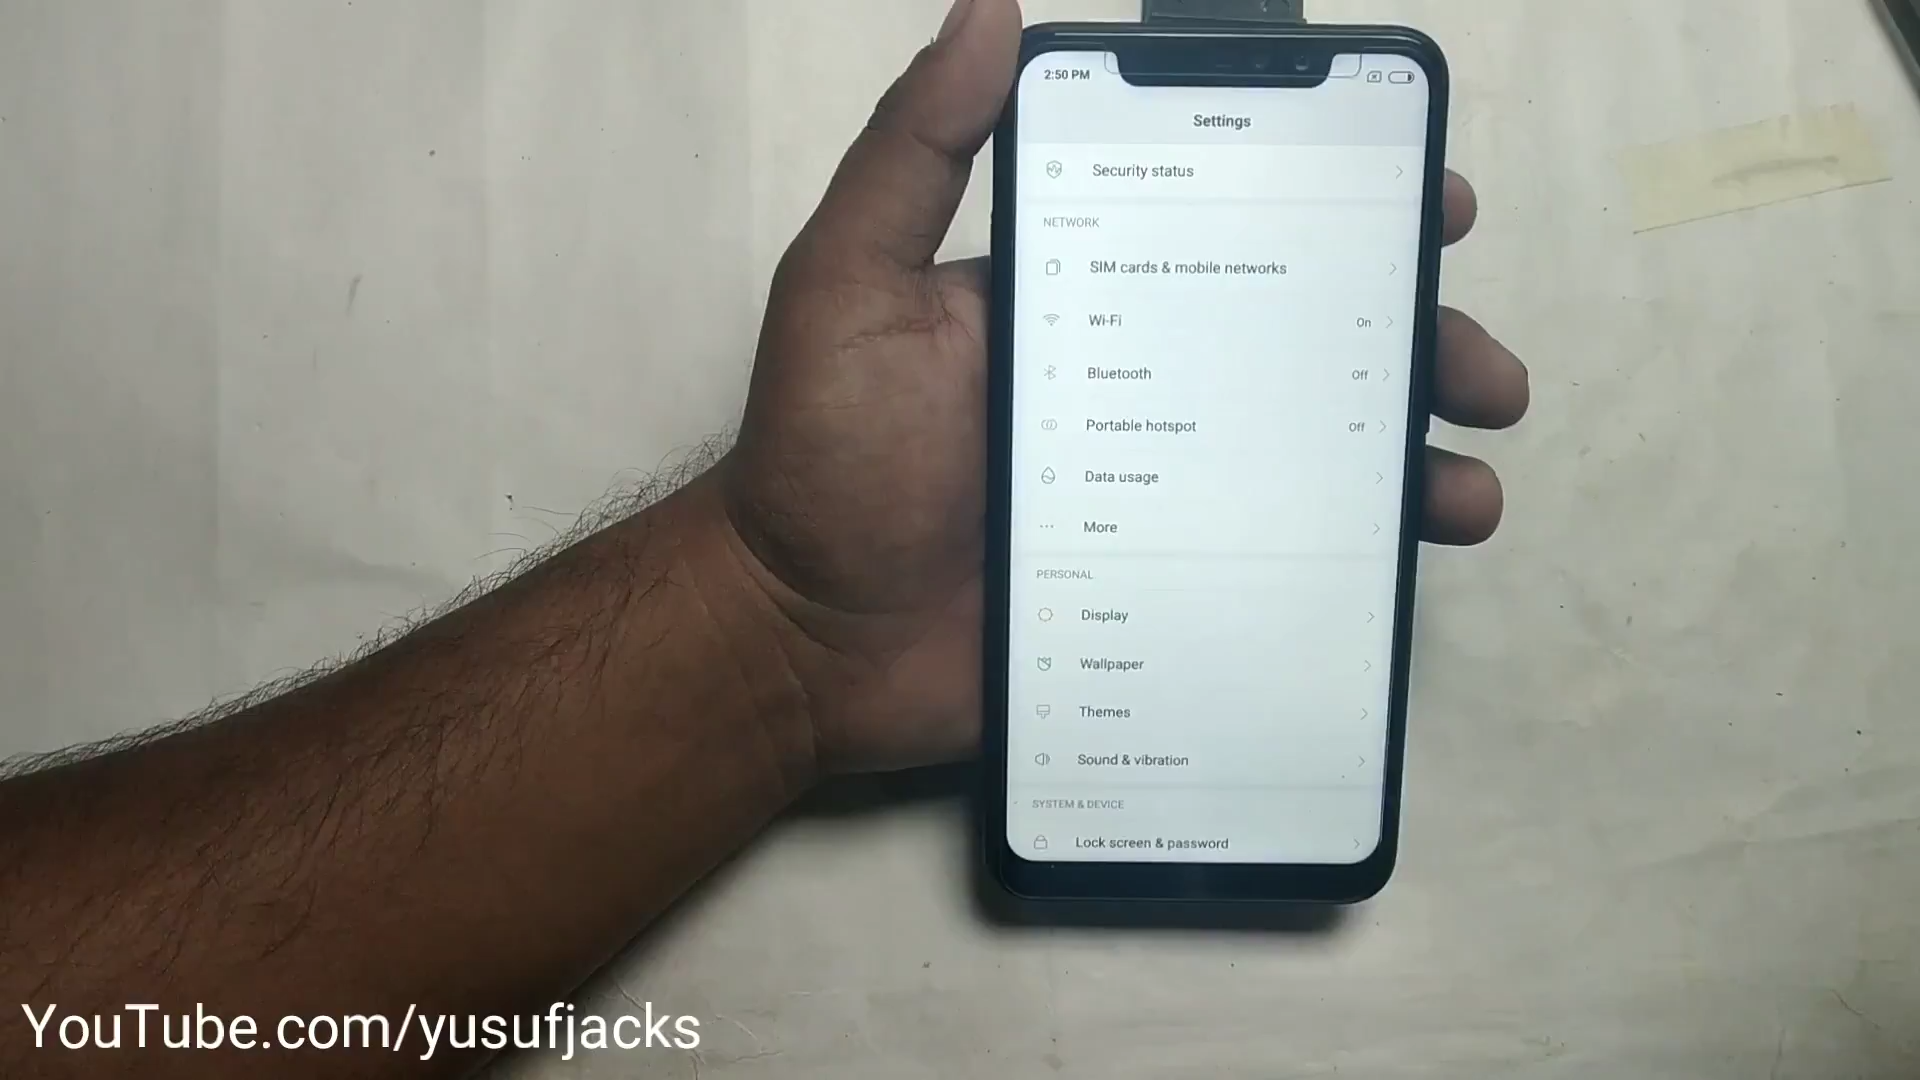 2:50 PM
Settings
Security status
NETWORK
SIM cards & mobile networks
Wi-Fi On
Bluetooth Off
Portable hotspot Off
Data usage
More
PERSONAL
Display
Wallpaper
Themes
Sound & vibration
SYSTEM & DEVICE
Lock screen & password
YouTube.com/yusufjacks